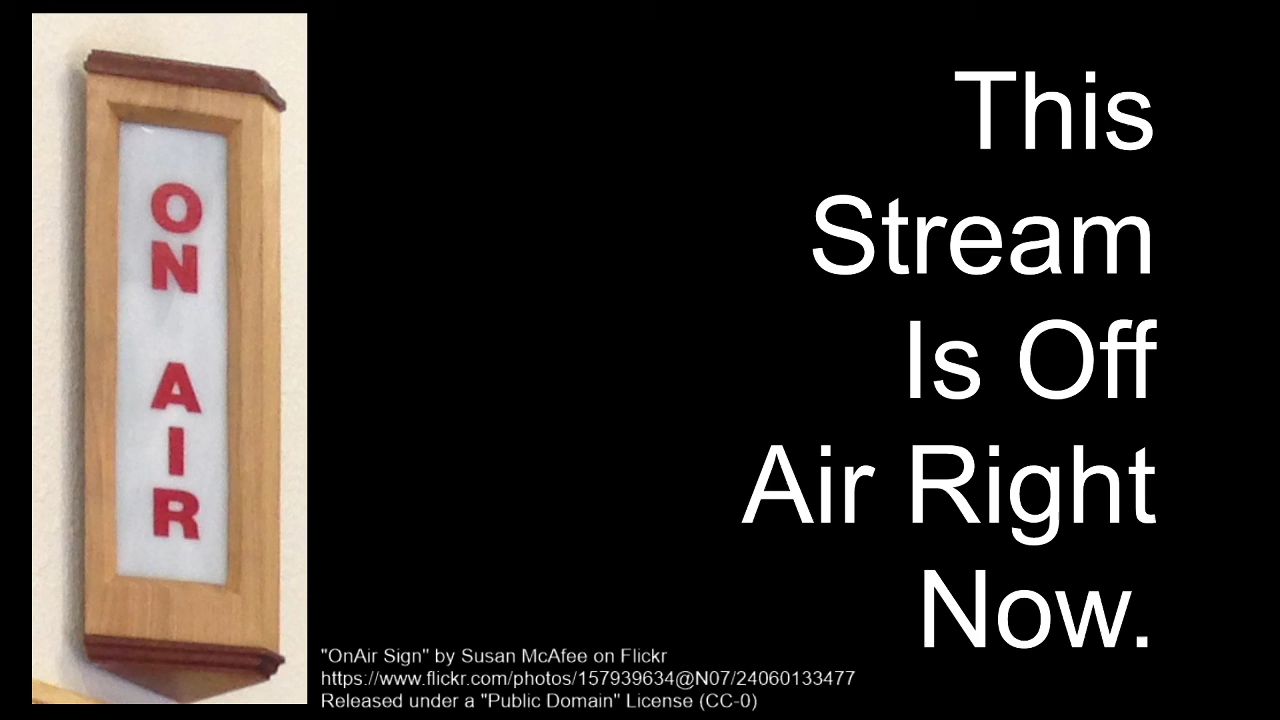 ON
AIR
This
Stream
Is Off
Air Right
Now.
"OnAir Sign" by Susan McAfee on Flickr
https://www.flickr.com/photos/157939634@N07/24060133477
Released under a "Public Domain" License (CC-0)